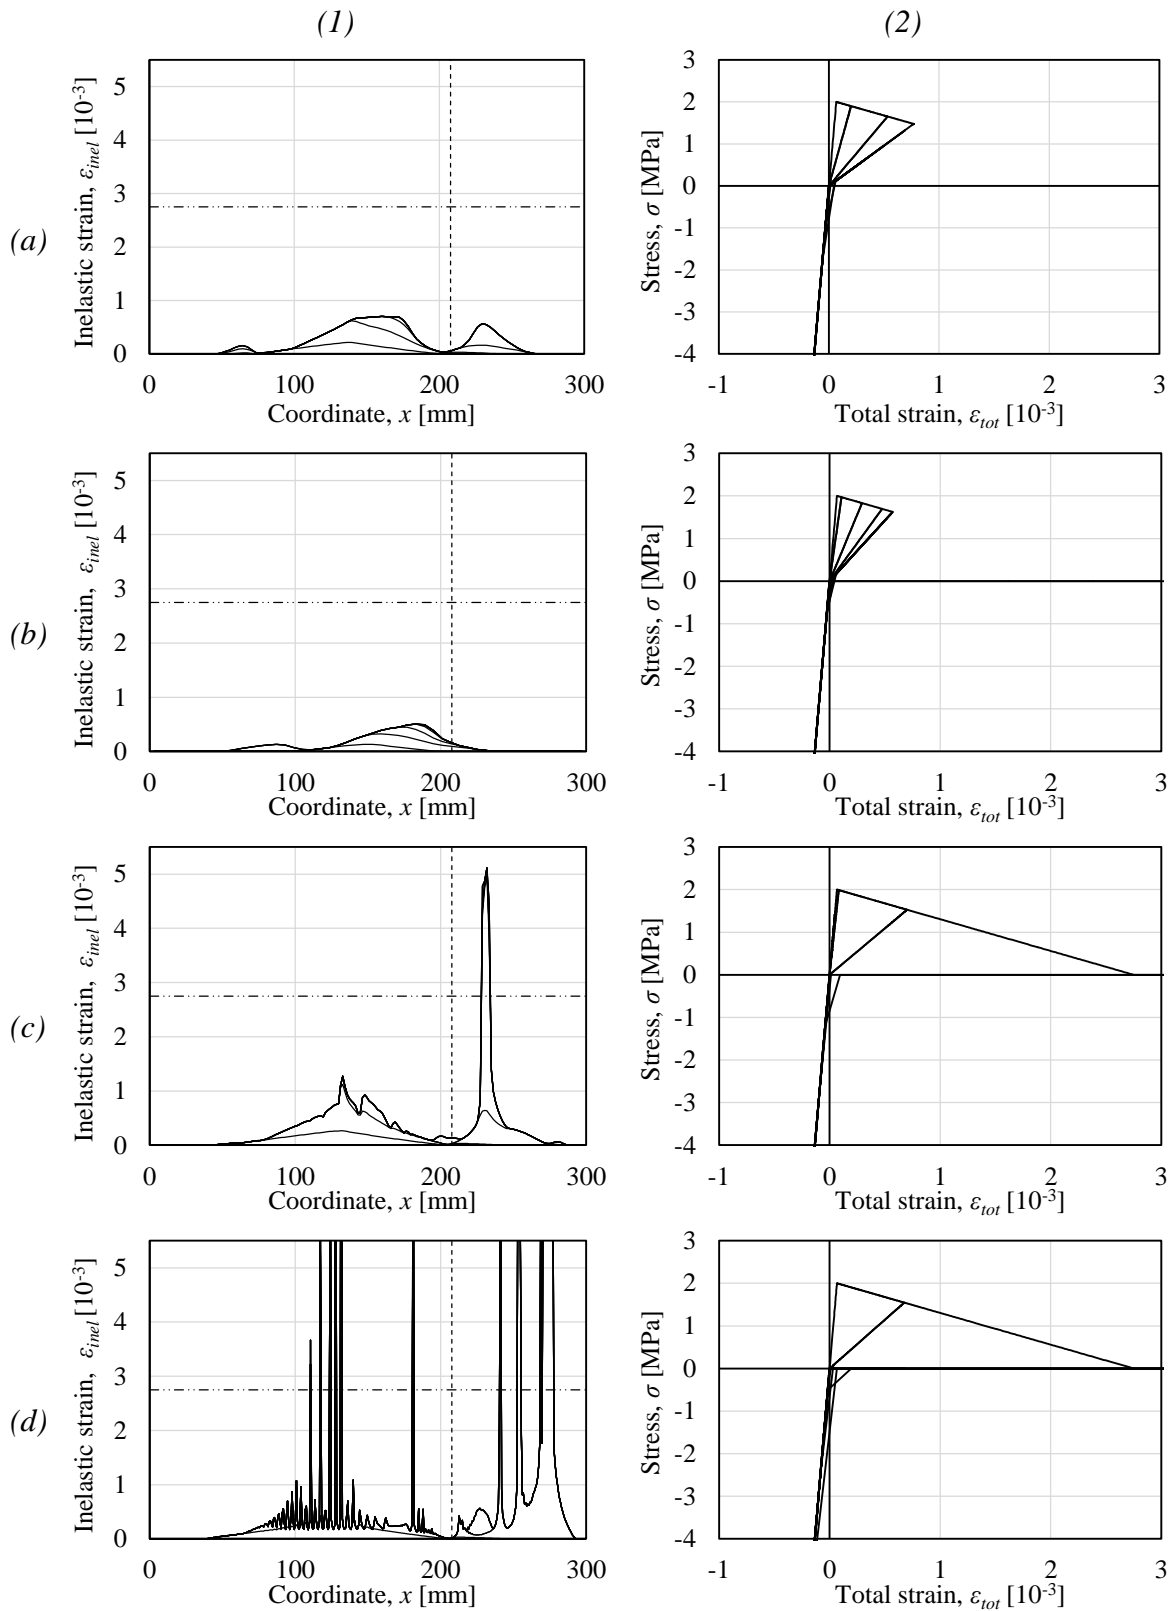 (1)
(2)
(a)
Inelastic strain, εinel [10-3]
5
4
3
2
1
0
0 100 200 300
Coordinate, x [mm]
Stress, σ [MPa]
3
2
1
0
-1
-2
-3
-4
-1 0 1 2 3
Total strain, εtot [10-3]
(b)
Inelastic strain, εinel [10-3]
5
4
3
2
1
0
0 100 200 300
Coordinate, x [mm]
Stress, σ [MPa]
3
2
1
0
-1
-2
-3
-4
-1 0 1 2 3
Total strain, εtot [10-3]
(c)
Inelastic strain, εinel [10-3]
5
4
3
2
1
0
0 100 200 300
Coordinate, x [mm]
Stress, σ [MPa]
3
2
1
0
-1
-2
-3
-4
-1 0 1 2 3
Total strain, εtot [10-3]
(d)
Inelastic strain, εinel [10-3]
5
4
3
2
1
0
0 100 200 300
Coordinate, x [mm]
Stress, σ [MPa]
3
2
1
0
-1
-2
-3
-4
-1 0 1 2 3
Total strain, εtot [10-3]